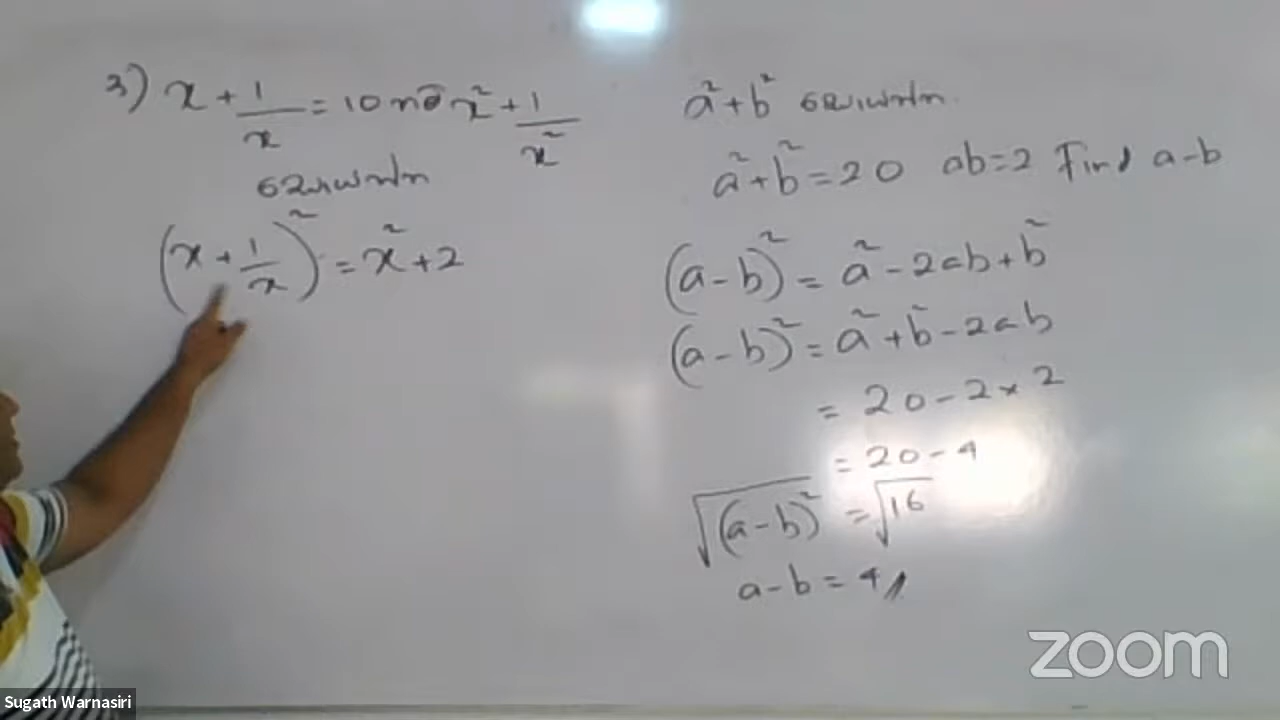 3) x + 1/x = 10 නම් x² + 1/x²
සොයන්න
(x + 1/x)² = x² + 2
a² + b² සොයන්න.
a² + b² = 20 ab = 2 Find a - b
(a - b)² = a² - 2ab + b²
(a - b)² = a² + b² - 2ab
= 20 - 2 × 2
= 20 - 4
√(a - b)² = √16
a - b = 4//
zoom
Sugath Warnasiri